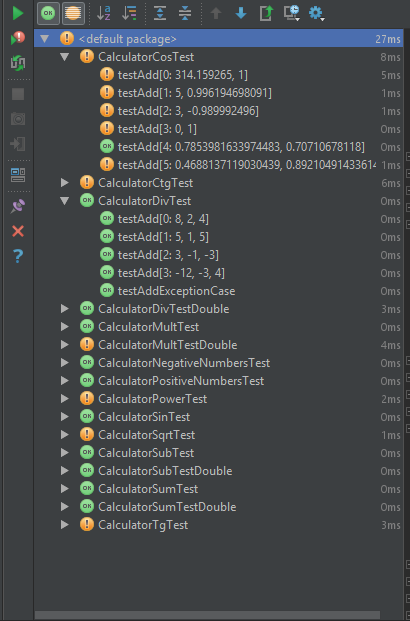 <default package> 27ms
CalculatorCosTest 8ms
testAdd[0: 314.159265, 1] 5ms
testAdd[1: 5, 0.996194698091] 1ms
testAdd[2: 3, -0.989992496] 1ms
testAdd[3: 0, 1] 0ms
testAdd[4: 0.7853981633974483, 0.70710678118] 0ms
testAdd[5: 0.4688137119030439, 0.89210491433614 1ms
CalculatorCtgTest 6ms
CalculatorDivTest 0ms
testAdd[0: 8, 2, 4] 0ms
testAdd[1: 5, 1, 5] 0ms
testAdd[2: 3, -1, -3] 0ms
testAdd[3: -12, -3, 4] 0ms
testAddExceptionCase 0ms
CalculatorDivTestDouble 3ms
CalculatorMultTest 0ms
CalculatorMultTestDouble 4ms
CalculatorNegativeNumbersTest 0ms
CalculatorPositiveNumbersTest 0ms
CalculatorPowerTest 2ms
CalculatorSinTest 0ms
CalculatorSqrtTest 1ms
CalculatorSubTest 0ms
CalculatorSubTestDouble 0ms
CalculatorSumTest 0ms
CalculatorSumTestDouble 0ms
CalculatorTgTest 3ms